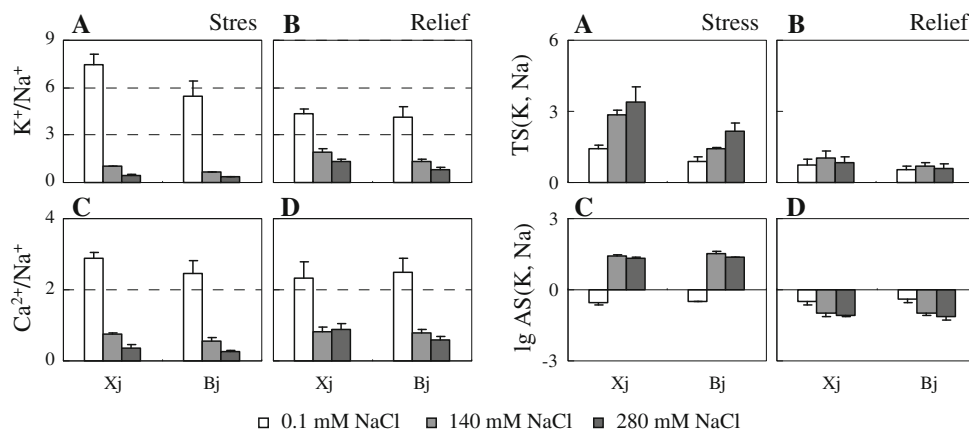 A Stres B Relief A Stress B Relief
9
6
3
0
K+/Na+
6
3
0
TS(K, Na)
C D C D
4
2
0
Ca2+/Na+
3
0
-3
lg AS(K, Na)
Xj Bj Xj Bj Xj Bj Xj Bj
0.1 mM NaCl 140 mM NaCl 280 mM NaCl